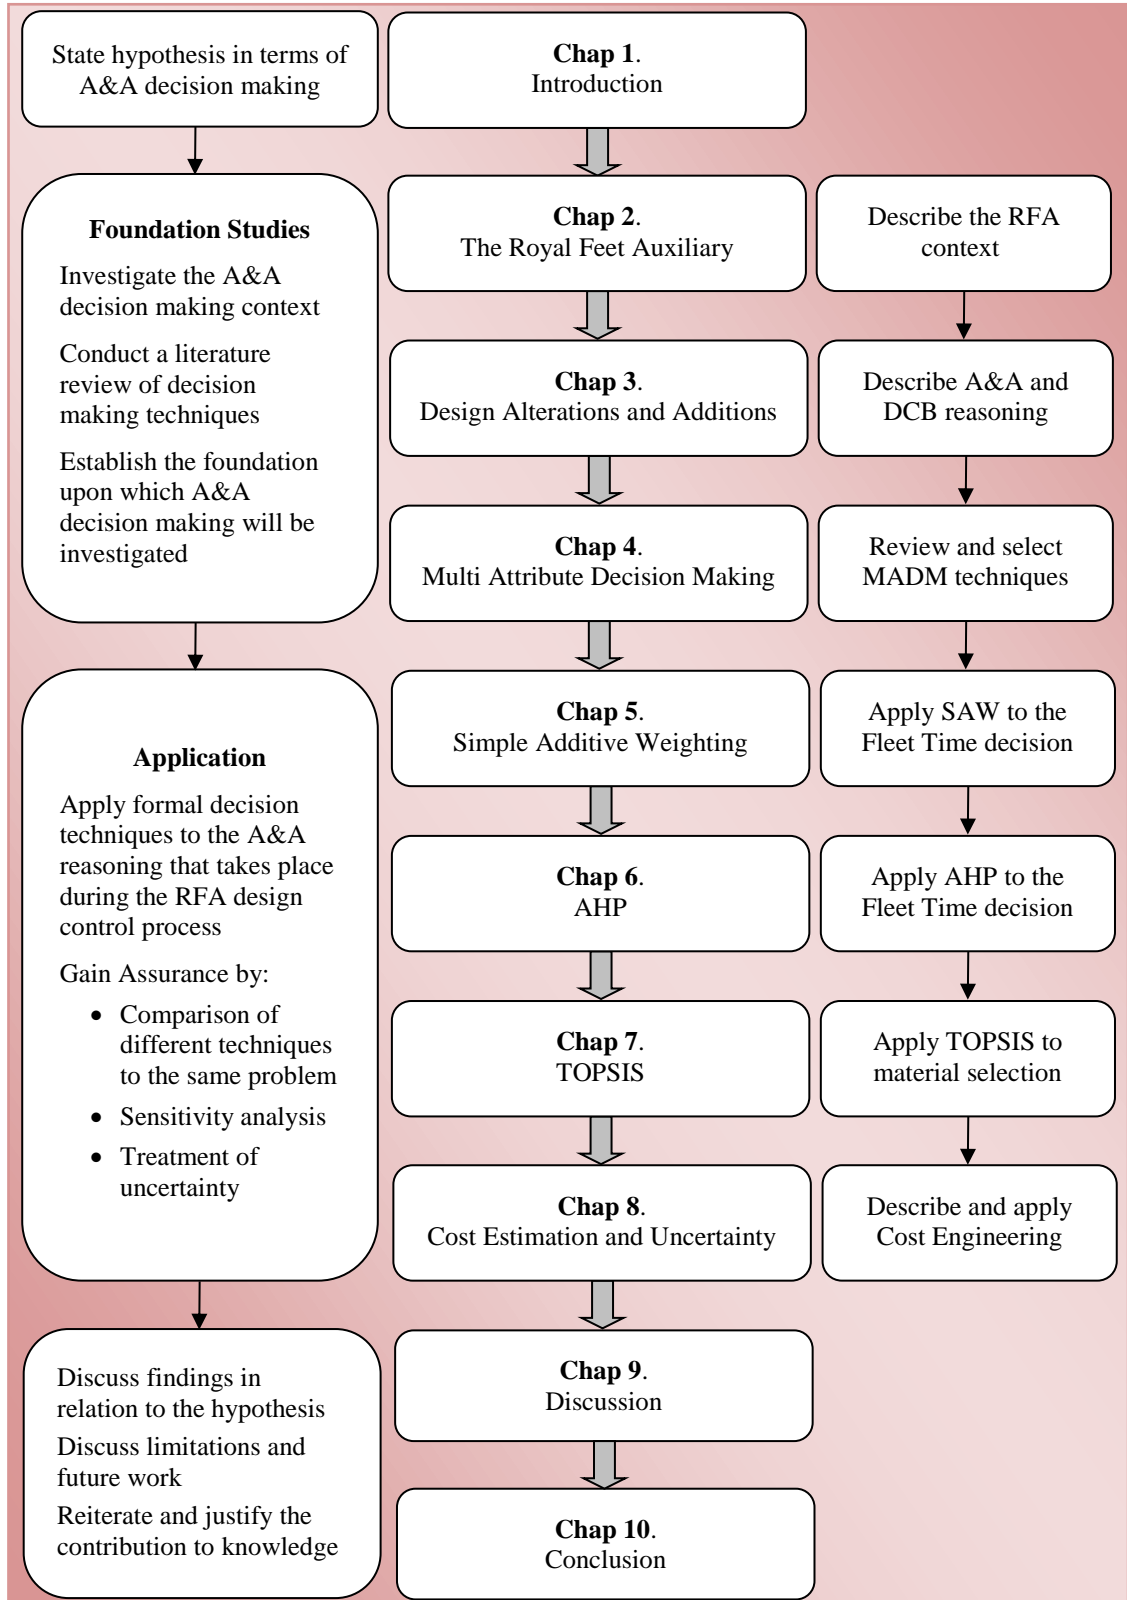 State hypothesis in terms of
A&A decision making
Foundation Studies
Investigate the A&A
decision making context
Conduct a literature
review of decision
making techniques
Establish the foundation
upon which A&A
decision making will be
investigated
Application
Apply formal decision
techniques to the A&A
reasoning that takes place
during the RFA design
control process
Gain Assurance by:
• Comparison of
different techniques
to the same problem
• Sensitivity analysis
• Treatment of
uncertainty
Discuss findings in
relation to the hypothesis
Discuss limitations and
future work
Reiterate and justify the
contribution to knowledge
Chap 1.
Introduction
Chap 2.
The Royal Feet Auxiliary
Chap 3.
Design Alterations and Additions
Chap 4.
Multi Attribute Decision Making
Chap 5.
Simple Additive Weighting
Chap 6.
AHP
Chap 7.
TOPSIS
Chap 8.
Cost Estimation and Uncertainty
Chap 9.
Discussion
Chap 10.
Conclusion
Describe the RFA
context
Describe A&A and
DCB reasoning
Review and select
MADM techniques
Apply SAW to the
Fleet Time decision
Apply AHP to the
Fleet Time decision
Apply TOPSIS to
material selection
Describe and apply
Cost Engineering